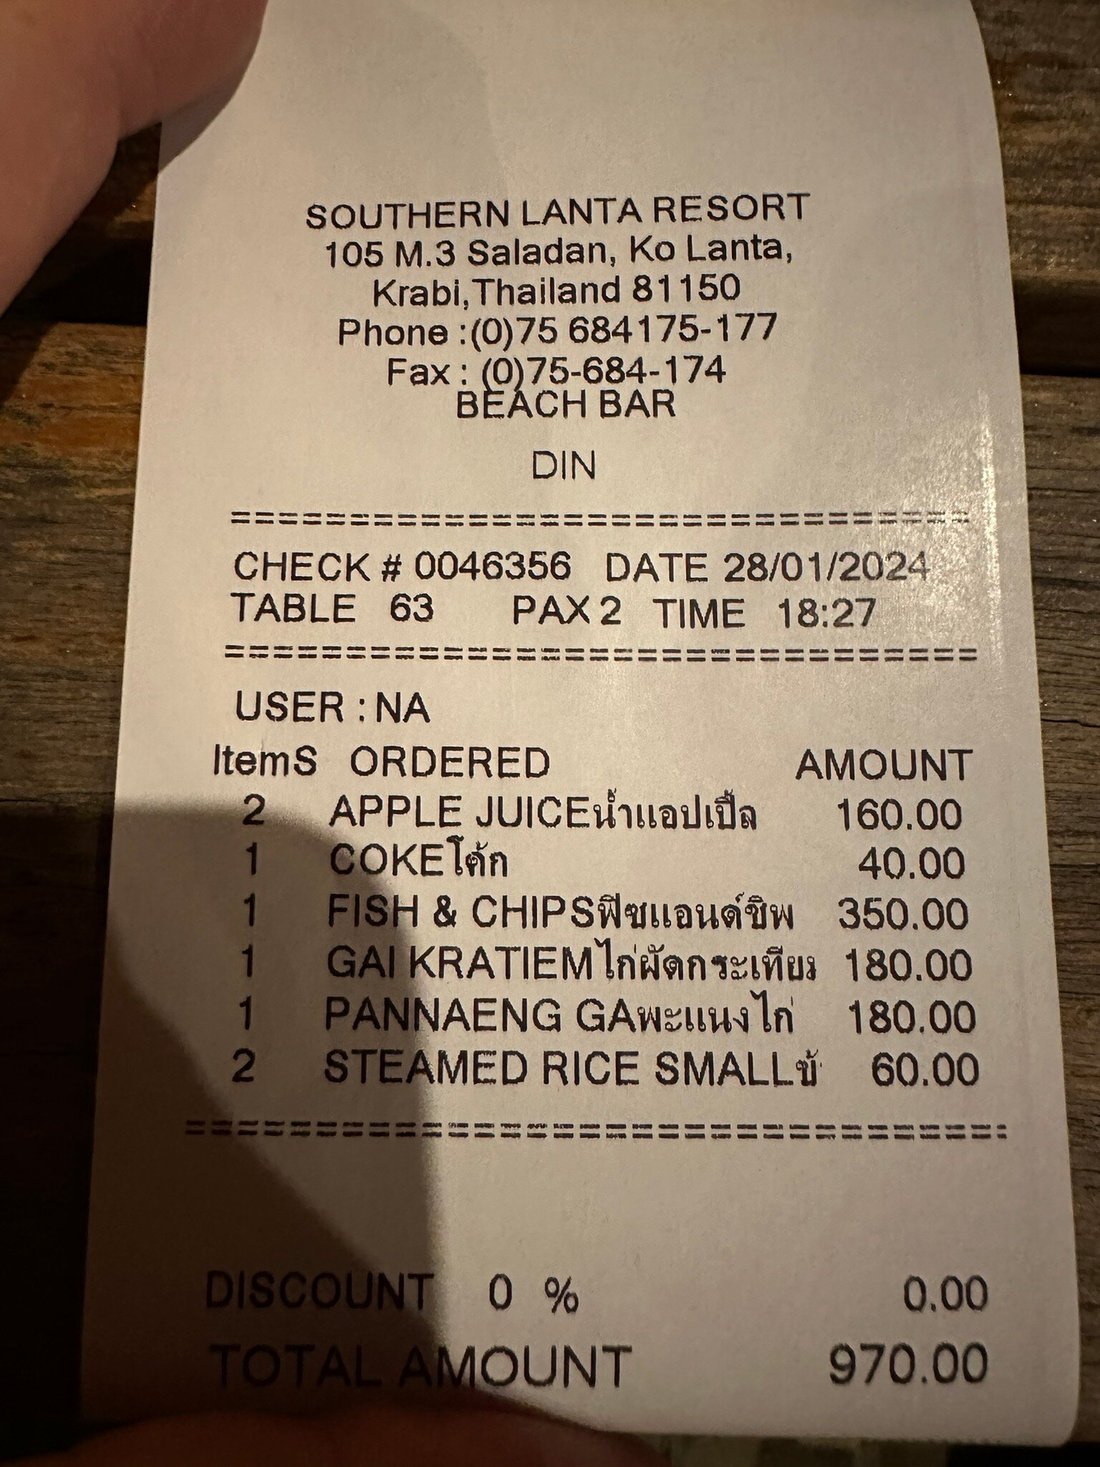 SOUTHERN LANTA RESORT
105 M.3 Saladan, Ko Lanta,
Krabi,Thailand 81150
Phone :(0)75 684175-177
Fax : (0)75-684-174
BEACH BAR
DIN
================================
CHECK # 0046356 DATE 28/01/2024
TABLE 63 PAX 2 TIME 18:27
================================
USER : NA
ItemS ORDERED AMOUNT
2 APPLE JUICEน้ำแอปเปิ้ล 160.00
1 COKEโค้ก 40.00
1 FISH & CHIPSฟิซแอนด์ชิพ 350.00
1 GAI KRATIEMไก่ผัดกระเทียม 180.00
1 PANNAENG GAพะแนงไก่ 180.00
2 STEAMED RICE SMALLข้ 60.00
================================
DISCOUNT 0 % 0.00
TOTAL AMOUNT 970.00